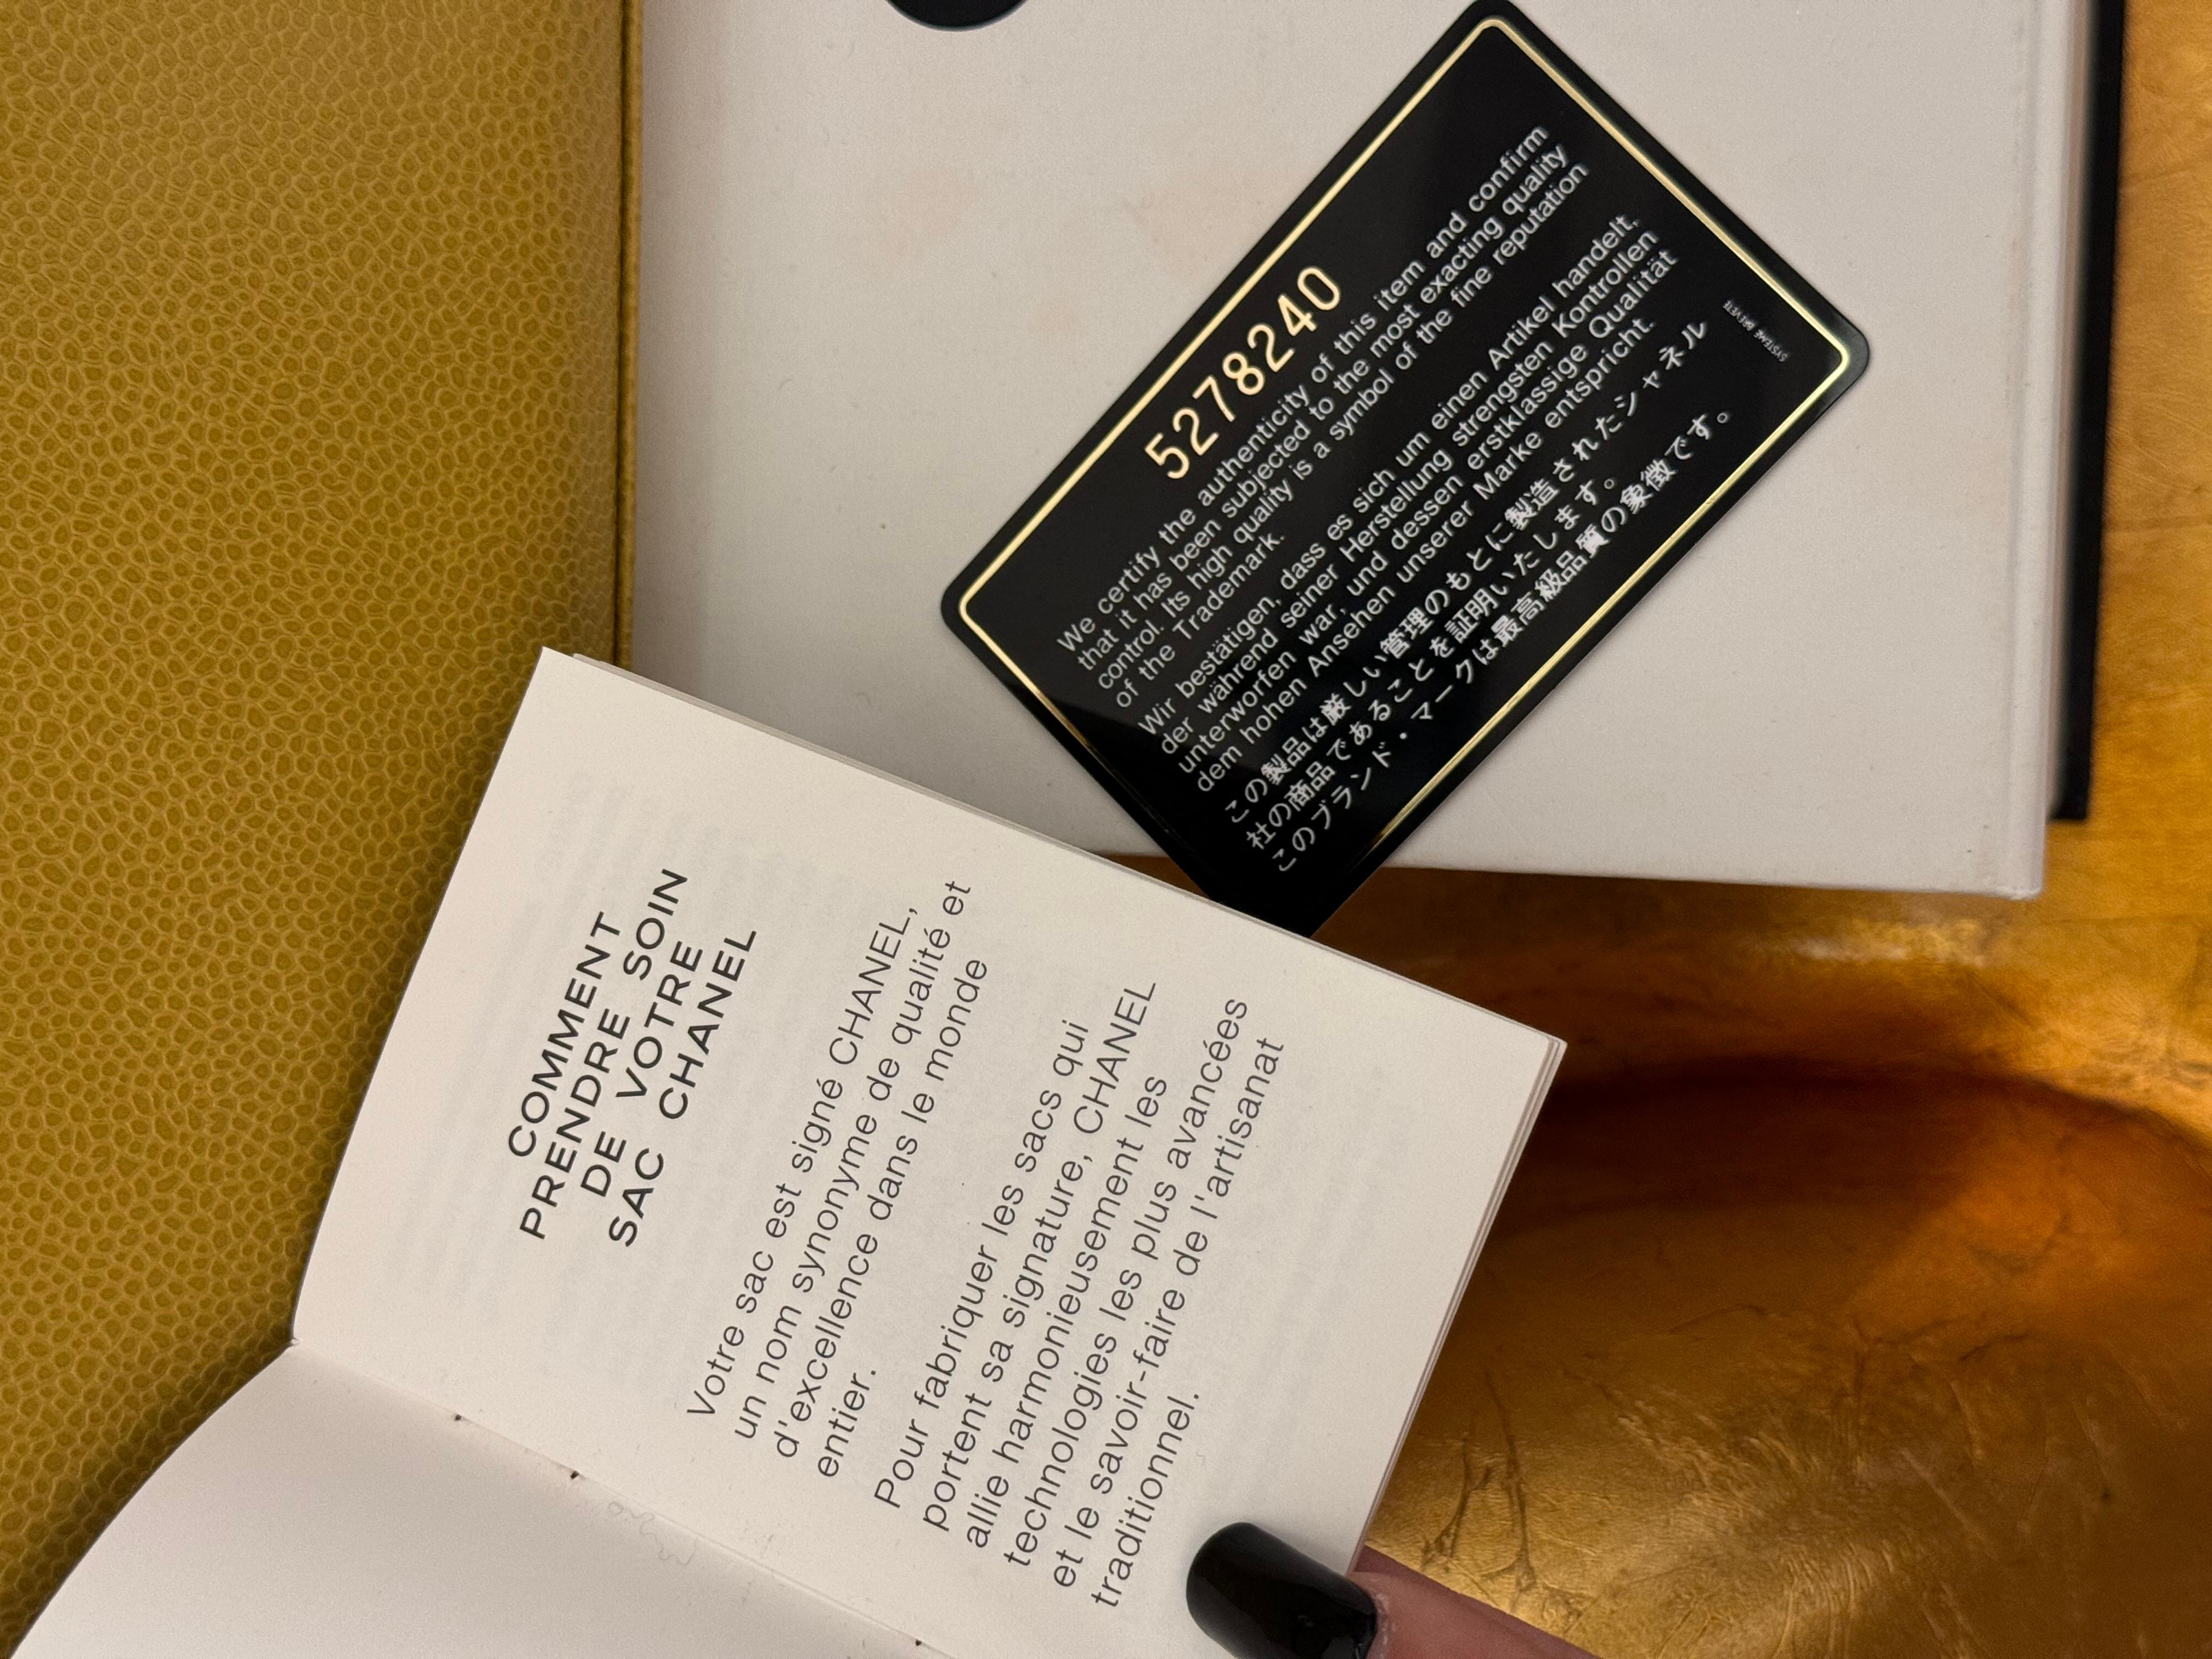 COMMENT
PRENDRE SOIN
DE VOTRE
SAC CHANEL
Votre sac est signé CHANEL,
un nom synonyme de qualité et
d'excellence dans le monde
entier.
Pour fabriquer les sacs qui
portent sa signature, CHANEL
allie harmonieusement les
technologies les plus avancées
et le savoir-faire de l'artisanat
traditionnel.
5278240
We certify the authenticity of this item and confirm
that it has been subjected to the most exacting quality
control. Its high quality is a symbol of the fine reputation
of the Trademark.
Wir bestätigen, dass es sich um einen Artikel handelt,
der während seiner Herstellung strengsten Kontrollen
unterworfen war, und dessen erstklassige Qualität
dem hohen Ansehen unserer Marke entspricht.
この製品は厳しい管理のもとに製造されたシャネル
社の商品であることを証明いたします。
このブランド・マークは最高級品質の象徴です。
SYSTEME BREVETE